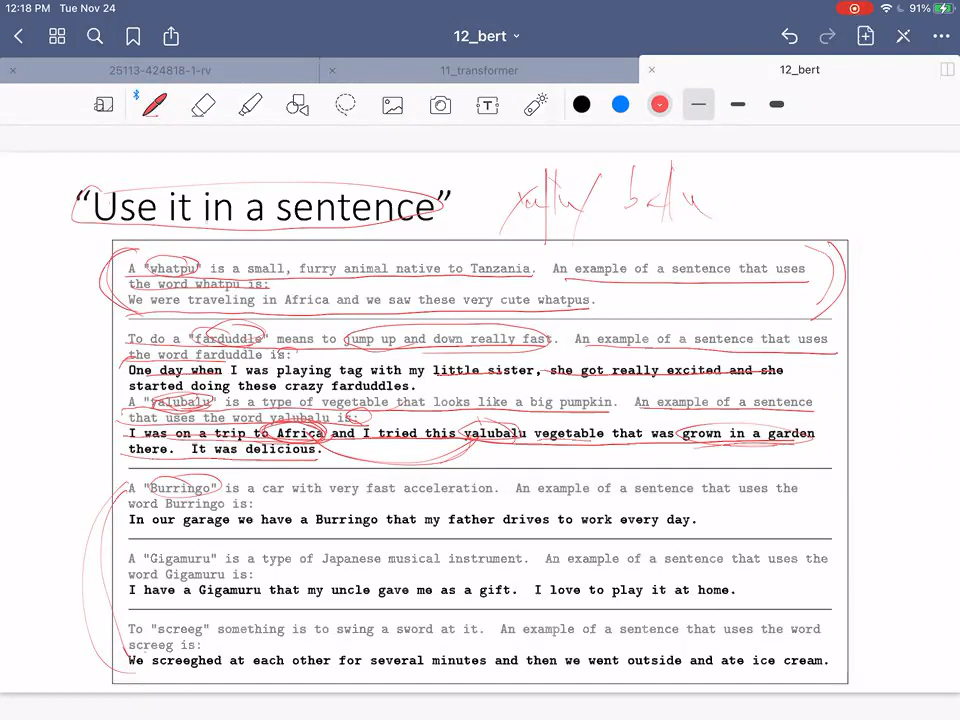 12:18 PM Tue Nov 24
91%
12_bert
25113-424818-1-rv
11_transformer
12_bert
"Use it in a sentence"
A "whatpu" is a small, furry animal native to Tanzania. An example of a sentence that uses
the word whatpu is:
We were traveling in Africa and we saw these very cute whatpus.
To do a "farduddle" means to jump up and down really fast. An example of a sentence that uses
the word farduddle is:
One day when I was playing tag with my little sister, she got really excited and she
started doing these crazy farduddles.
A "yalubalu" is a type of vegetable that looks like a big pumpkin. An example of a sentence
that uses the word yalubalu is:
I was on a trip to Africa and I tried this yalubalu vegetable that was grown in a garden
there. It was delicious.
A "Burringo" is a car with very fast acceleration. An example of a sentence that uses the
word Burringo is:
In our garage we have a Burringo that my father drives to work every day.
A "Gigamuru" is a type of Japanese musical instrument. An example of a sentence that uses the
word Gigamuru is:
I have a Gigamuru that my uncle gave me as a gift. I love to play it at home.
To "screeg" something is to swing a sword at it. An example of a sentence that uses the word
screeg is:
We screeghed at each other for several minutes and then we went outside and ate ice cream.